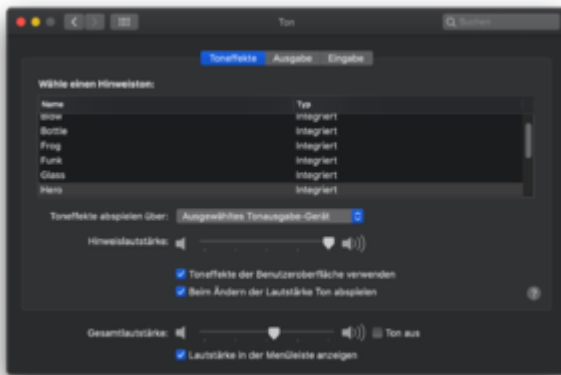 Ton
Suchen
Toneffekte Ausgabe Eingabe
Wähle einen Hinweiston:
Name Typ
Blow Integriert
Bottle Integriert
Frog Integriert
Funk Integriert
Glass Integriert
Hero Integriert
Toneffekte abspielen über: Ausgewähltes Tonausgabe-Gerät
Hinweislautstärke:
Toneffekte der Benutzeroberfläche verwenden
Beim Ändern der Lautstärke Ton abspielen
?
Gesamtlautstärke: Ton aus
Lautstärke in der Menüleiste anzeigen